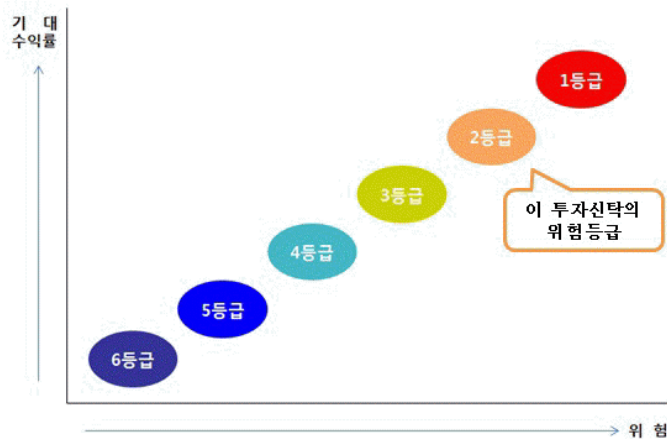 기 대
수익률
1등급
2등급
3등급
이 투자신탁의
위험등급
4등급
5등급
6등급
위 험